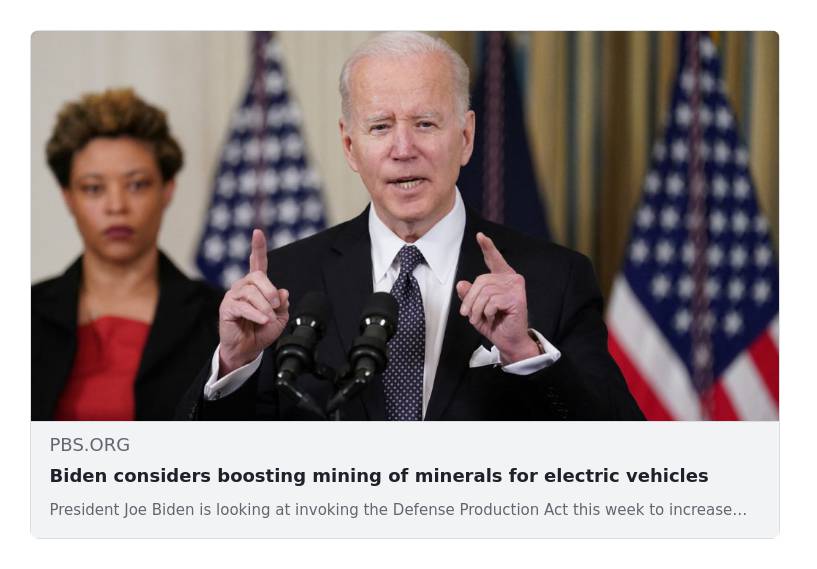 PBS.ORG
Biden considers boosting mining of minerals for electric vehicles
President Joe Biden is looking at invoking the Defense Production Act this week to increase...